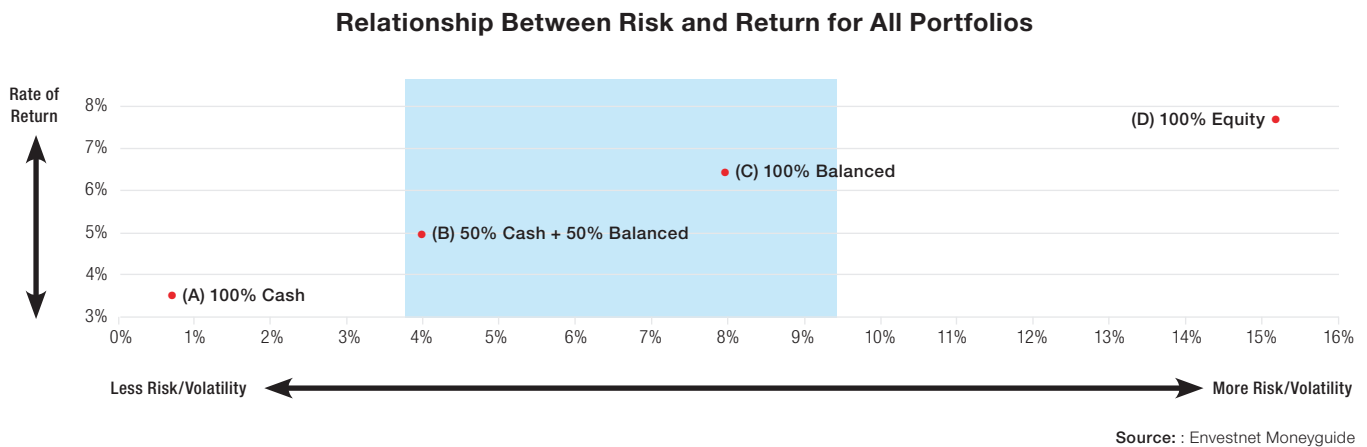 Relationship Between Risk and Return for All Portfolios
Rate of
Return
8%
7%
6%
5%
4%
3%
(D) 100% Equity
(C) 100% Balanced
(B) 50% Cash + 50% Balanced
(A) 100% Cash
0% 1% 2% 3% 4% 5% 6% 7% 8% 9% 10% 11% 12% 13% 14% 15% 16%
Less Risk/Volatility More Risk/Volatility
Source: : Envestnet Moneyguide